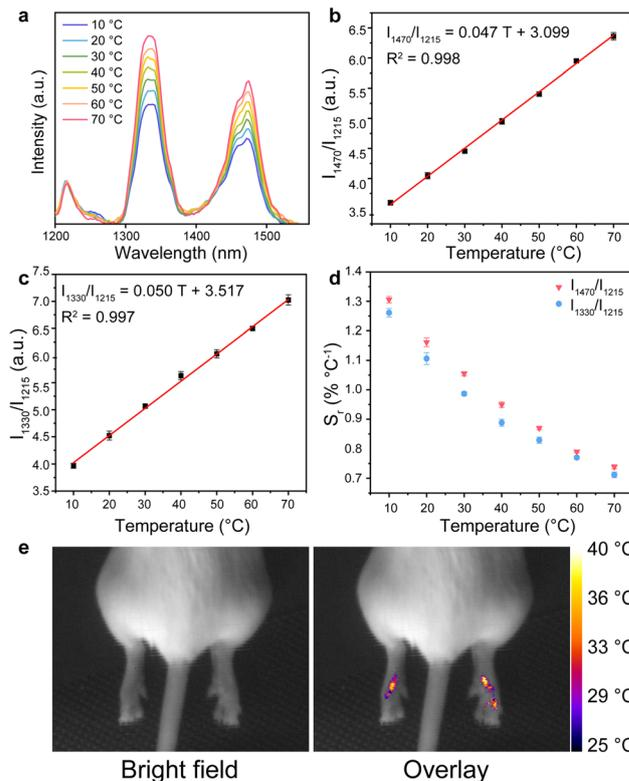 a
10 °C
20 °C
30 °C
40 °C
50 °C
60 °C
70 °C
Intensity (a.u.)
1200 1300 1400 1500
Wavelength (nm)
b
I1470/I1215 = 0.047 T + 3.099
R2 = 0.998
I1470/I1215 (a.u.)
6.5
6.0
5.5
5.0
4.5
4.0
3.5
10 20 30 40 50 60 70
Temperature (°C)
c
I1330/I1215 = 0.050 T + 3.517
R2 = 0.997
I1330/I1215 (a.u.)
7.5
7.0
6.5
6.0
5.5
5.0
4.5
4.0
3.5
10 20 30 40 50 60 70
Temperature (°C)
d
I1470/I1215
I1330/I1215
Sr (% °C-1)
1.4
1.3
1.2
1.1
1.0
0.9
0.8
0.7
10 20 30 40 50 60 70
Temperature (°C)
e
40 °C
36 °C
33 °C
29 °C
25 °C
Bright field
Overlay